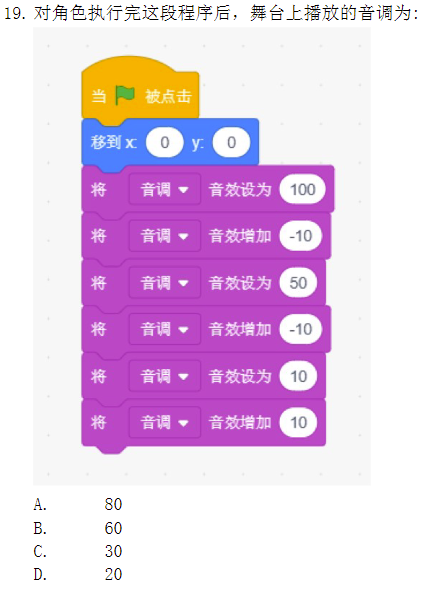 19. 对角色执行完这段程序后，舞台上播放的音调为:
当 被点击
移到 x: 0 y: 0
将 音调 音效设为 100
将 音调 音效增加 -10
将 音调 音效设为 50
将 音调 音效增加 -10
将 音调 音效设为 10
将 音调 音效增加 10
A. 80
B. 60
C. 30
D. 20